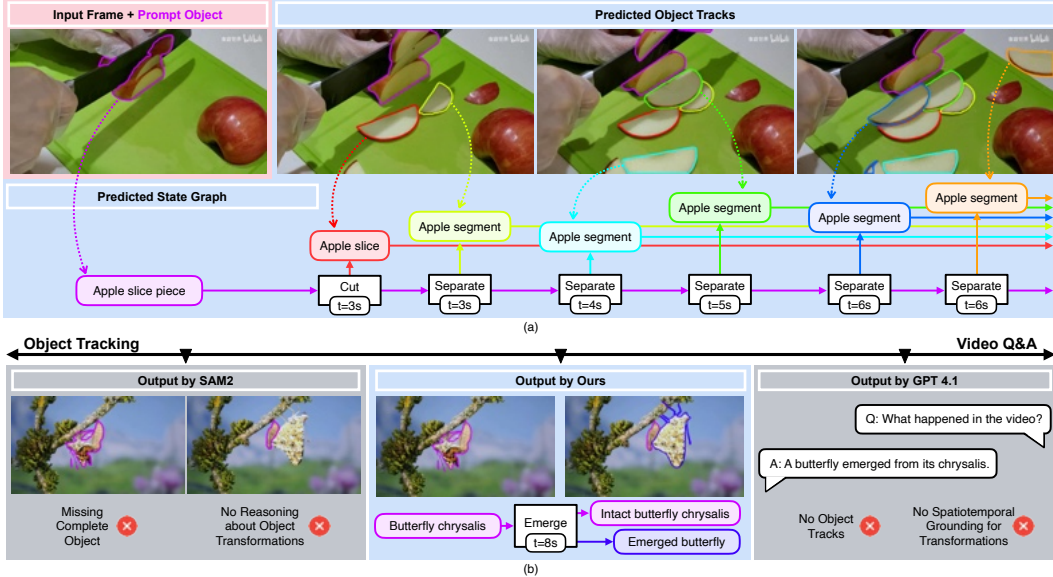 Input Frame + Prompt Object
Predicted Object Tracks
Predicted State Graph
Apple slice piece
Apple slice
Apple segment
Apple segment
Apple segment
Apple segment
Apple segment
Cut
t=3s
Separate
t=3s
Separate
t=4s
Separate
t=5s
Separate
t=6s
Separate
t=6s
(a)
Object Tracking
Video Q&A
Output by SAM2
Missing
Complete
Object
No Reasoning
about Object
Transformations
Output by Ours
Butterfly chrysalis
Emerge
t=8s
Intact butterfly chrysalis
Emerged butterfly
Output by GPT 4.1
Q: What happened in the video?
A: A butterfly emerged from its chrysalis.
No Object
Tracks
No Spatiotemporal
Grounding for
Transformations
(b)